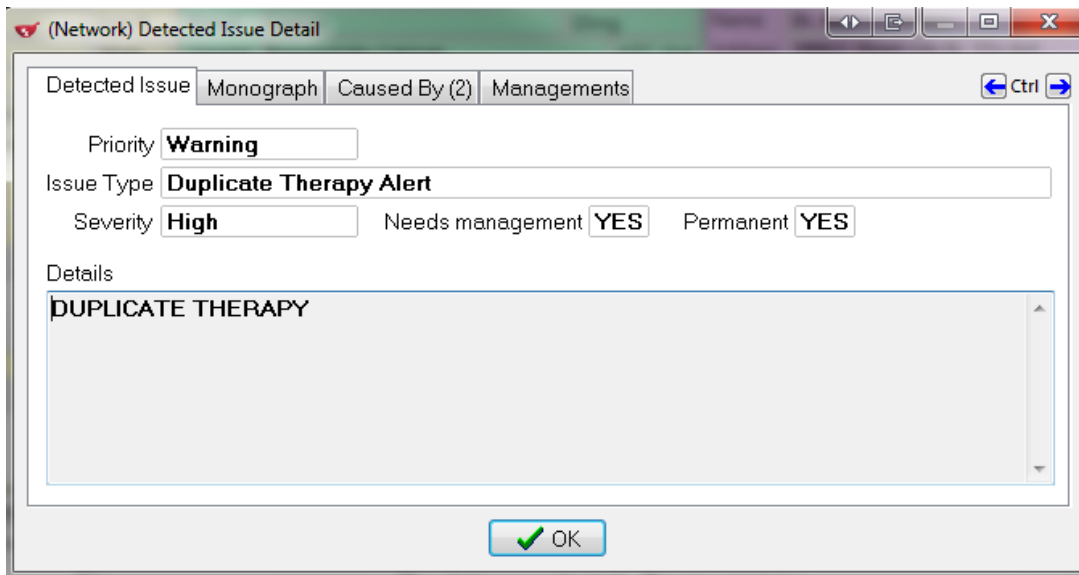 (Network) Detected Issue Detail
Detected Issue Monograph Caused By (2) Managements Ctrl
Priority Warning
Issue Type Duplicate Therapy Alert
Severity High Needs management YES Permanent YES
Details
DUPLICATE THERAPY
OK